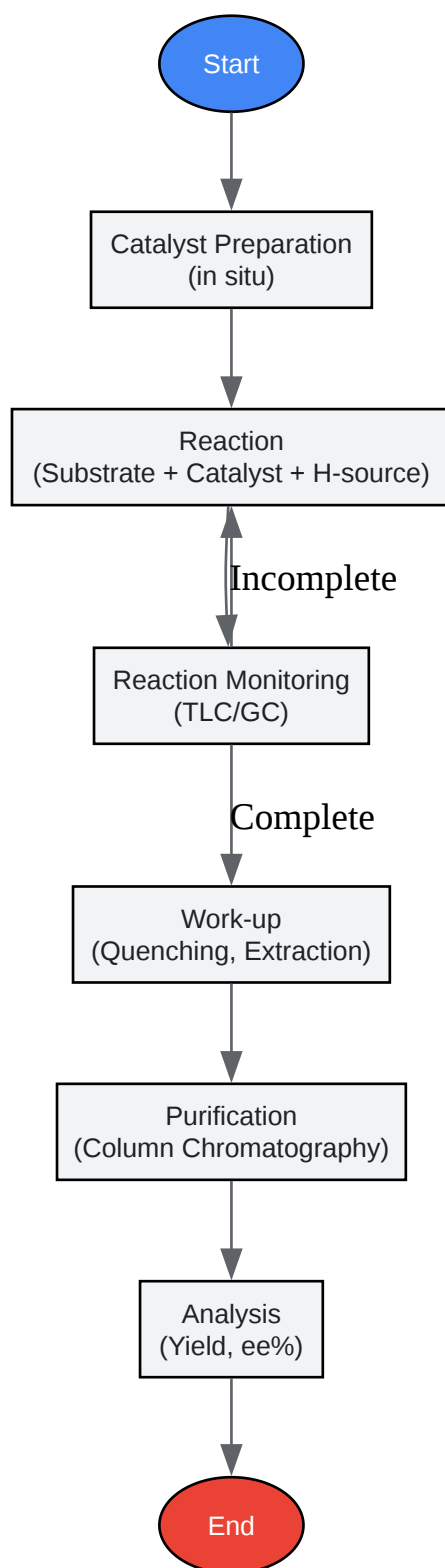 Start
Catalyst Preparation
(in situ)
Reaction
(Substrate + Catalyst + H-source)
Incomplete
Reaction Monitoring
(TLC/GC)
Complete
Work-up
(Quenching, Extraction)
Purification
(Column Chromatography)
Analysis
(Yield, ee%)
End